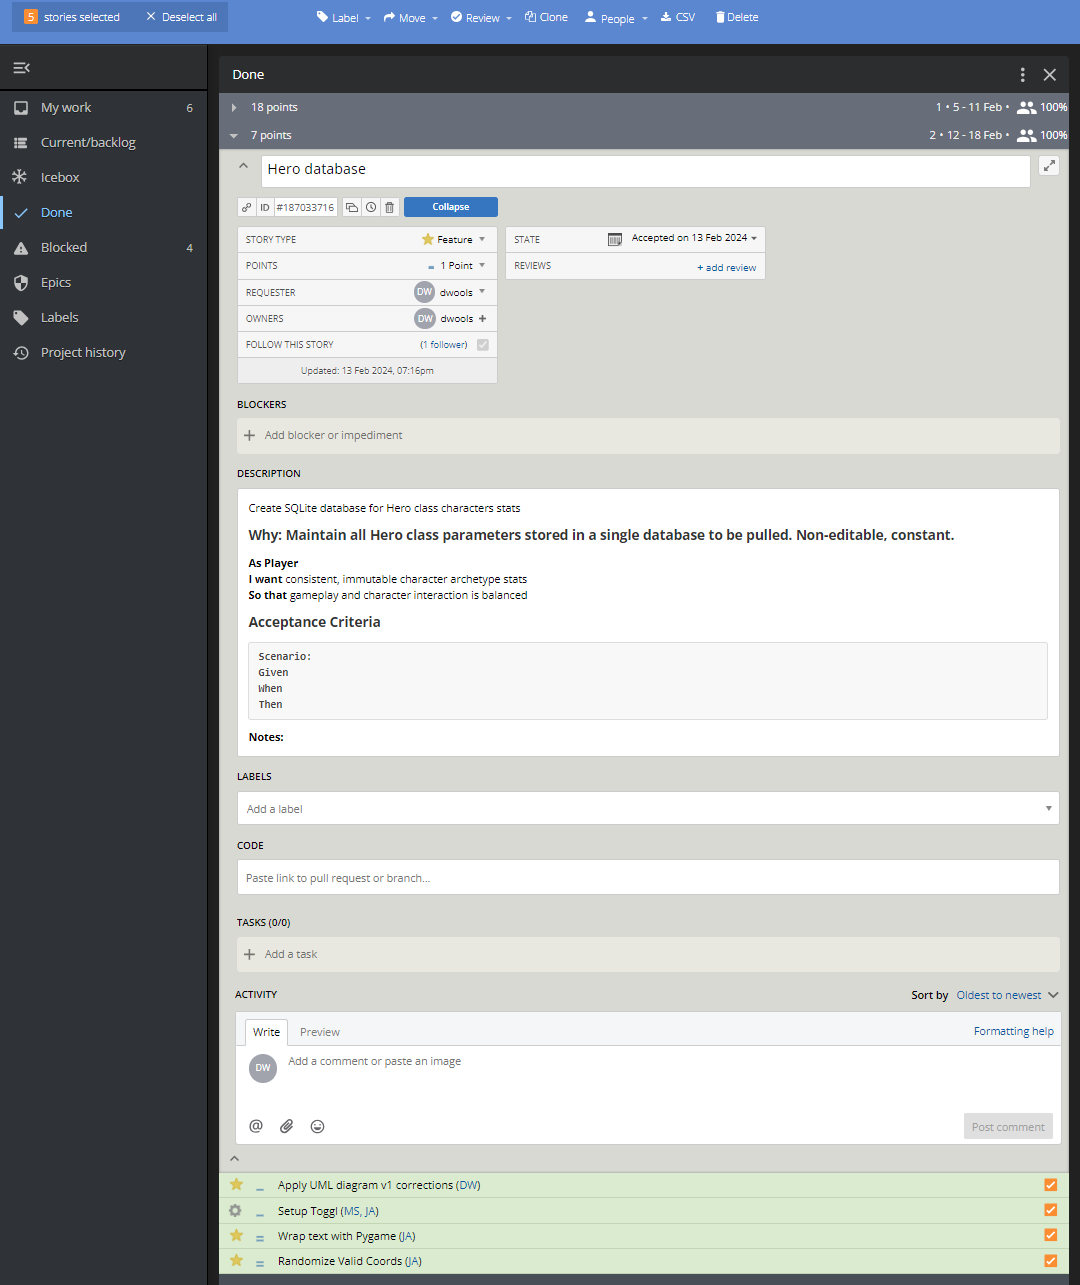 5 stories selected Deselect all Label Move Review Clone People CSV Delete
Done
18 points 1 • 5 - 11 Feb • 100%
7 points 2 • 12 - 18 Feb • 100%
My work 6
Current/backlog
Icebox
Done
Blocked 4
Epics
Labels
Project history
Hero database
ID #187033716 Collapse
STORY TYPE Feature
POINTS 1 Point
REQUESTER DW dwools
OWNERS DW dwools +
FOLLOW THIS STORY (1 follower)
Updated: 13 Feb 2024, 07:16pm
STATE Accepted on 13 Feb 2024
REVIEWS + add review
BLOCKERS
+ Add blocker or impediment
DESCRIPTION
Create SQLite database for Hero class characters stats
Why: Maintain all Hero class parameters stored in a single database to be pulled. Non-editable, constant.
As Player
I want consistent, immutable character archetype stats
So that gameplay and character interaction is balanced
Acceptance Criteria
Scenario:
Given
When
Then
Notes:
LABELS
Add a label
CODE
Paste link to pull request or branch...
TASKS (0/0)
+ Add a task
ACTIVITY Sort by Oldest to newest
Write Preview Formatting help
DW Add a comment or paste an image
@ Post comment
Apply UML diagram v1 corrections (DW)
Setup Toggl (MS, JA)
Wrap text with Pygame (JA)
Randomize Valid Coords (JA)